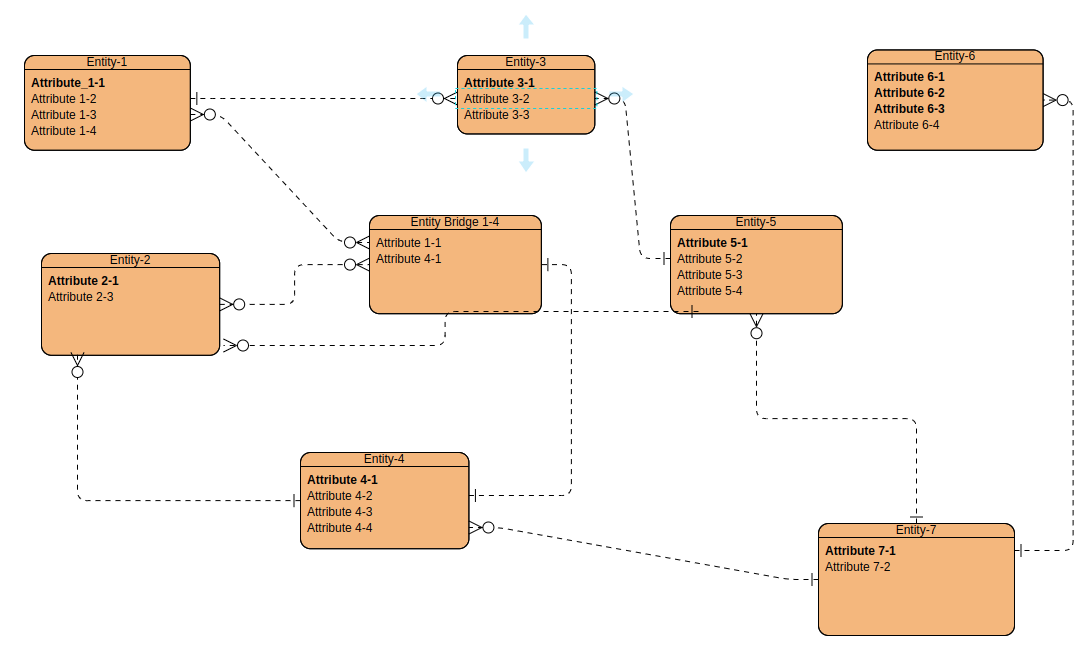 Entity-1
Attribute_1-1
Attribute 1-2
Attribute 1-3
Attribute 1-4
Entity-3
Attribute 3-1
Attribute 3-2
Attribute 3-3
Entity-6
Attribute 6-1
Attribute 6-2
Attribute 6-3
Attribute 6-4
Entity-2
Attribute 2-1
Attribute 2-3
Entity Bridge 1-4
Attribute 1-1
Attribute 4-1
Entity-5
Attribute 5-1
Attribute 5-2
Attribute 5-3
Attribute 5-4
Entity-4
Attribute 4-1
Attribute 4-2
Attribute 4-3
Attribute 4-4
Entity-7
Attribute 7-1
Attribute 7-2